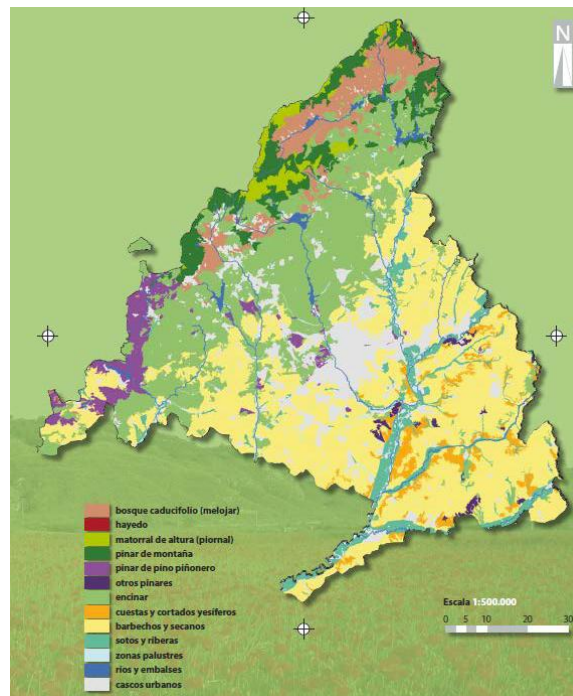 N
bosque caducifolio (melojar)
hayedo
matorral de altura (piornal)
pinar de montaña
pinar de pino piñonero
otros pinares
encinar
cuestas y cortados yesíferos
barbechos y secanos
sotos y riberas
zonas palustres
ríos y embalses
cascos urbanos
Escala 1:500.000
0 5 10 20 30